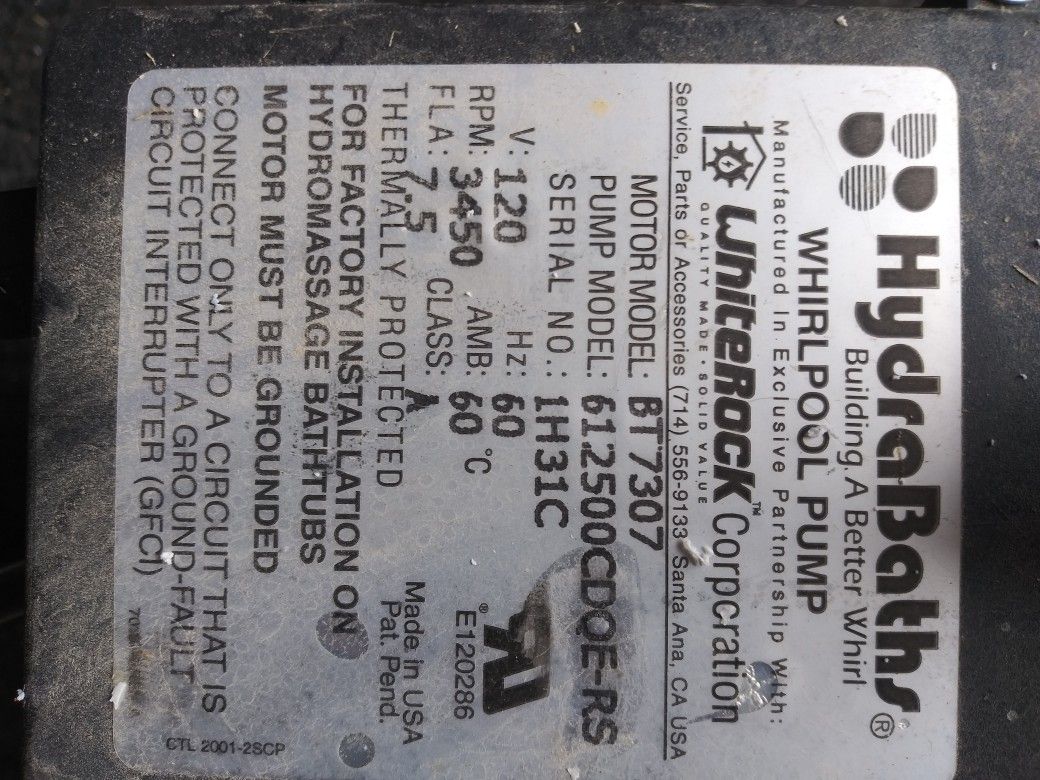 HydraBaths®
Building A Better Whirl
WHIRLPOOL PUMP
Manufactured In Exclusive Partnership With:
WhiteRock™ Corporation
QUALITY MADE • SOLID VALUE
Service, Parts or Accessories (714) 556-9133 Santa Ana, CA USA
MOTOR MODEL: BT7307
PUMP MODEL: 612500CDQE-RS
SERIAL NO.: 1H31C
V: 120 Hz: 60
RPM: 3450 AMB: 60 °C
FLA: 7.5 CLASS: A
THERMALLY PROTECTED
® E120286
Made in USA
Pat. Pend.
FOR FACTORY INSTALLATION ON
HYDROMASSAGE BATHTUBS
MOTOR MUST BE GROUNDED
CONNECT ONLY TO A CIRCUIT THAT IS
PROTECTED WITH A GROUND-FAULT
CIRCUIT INTERRUPTER (GFCI)
CTL 2001-2SCP